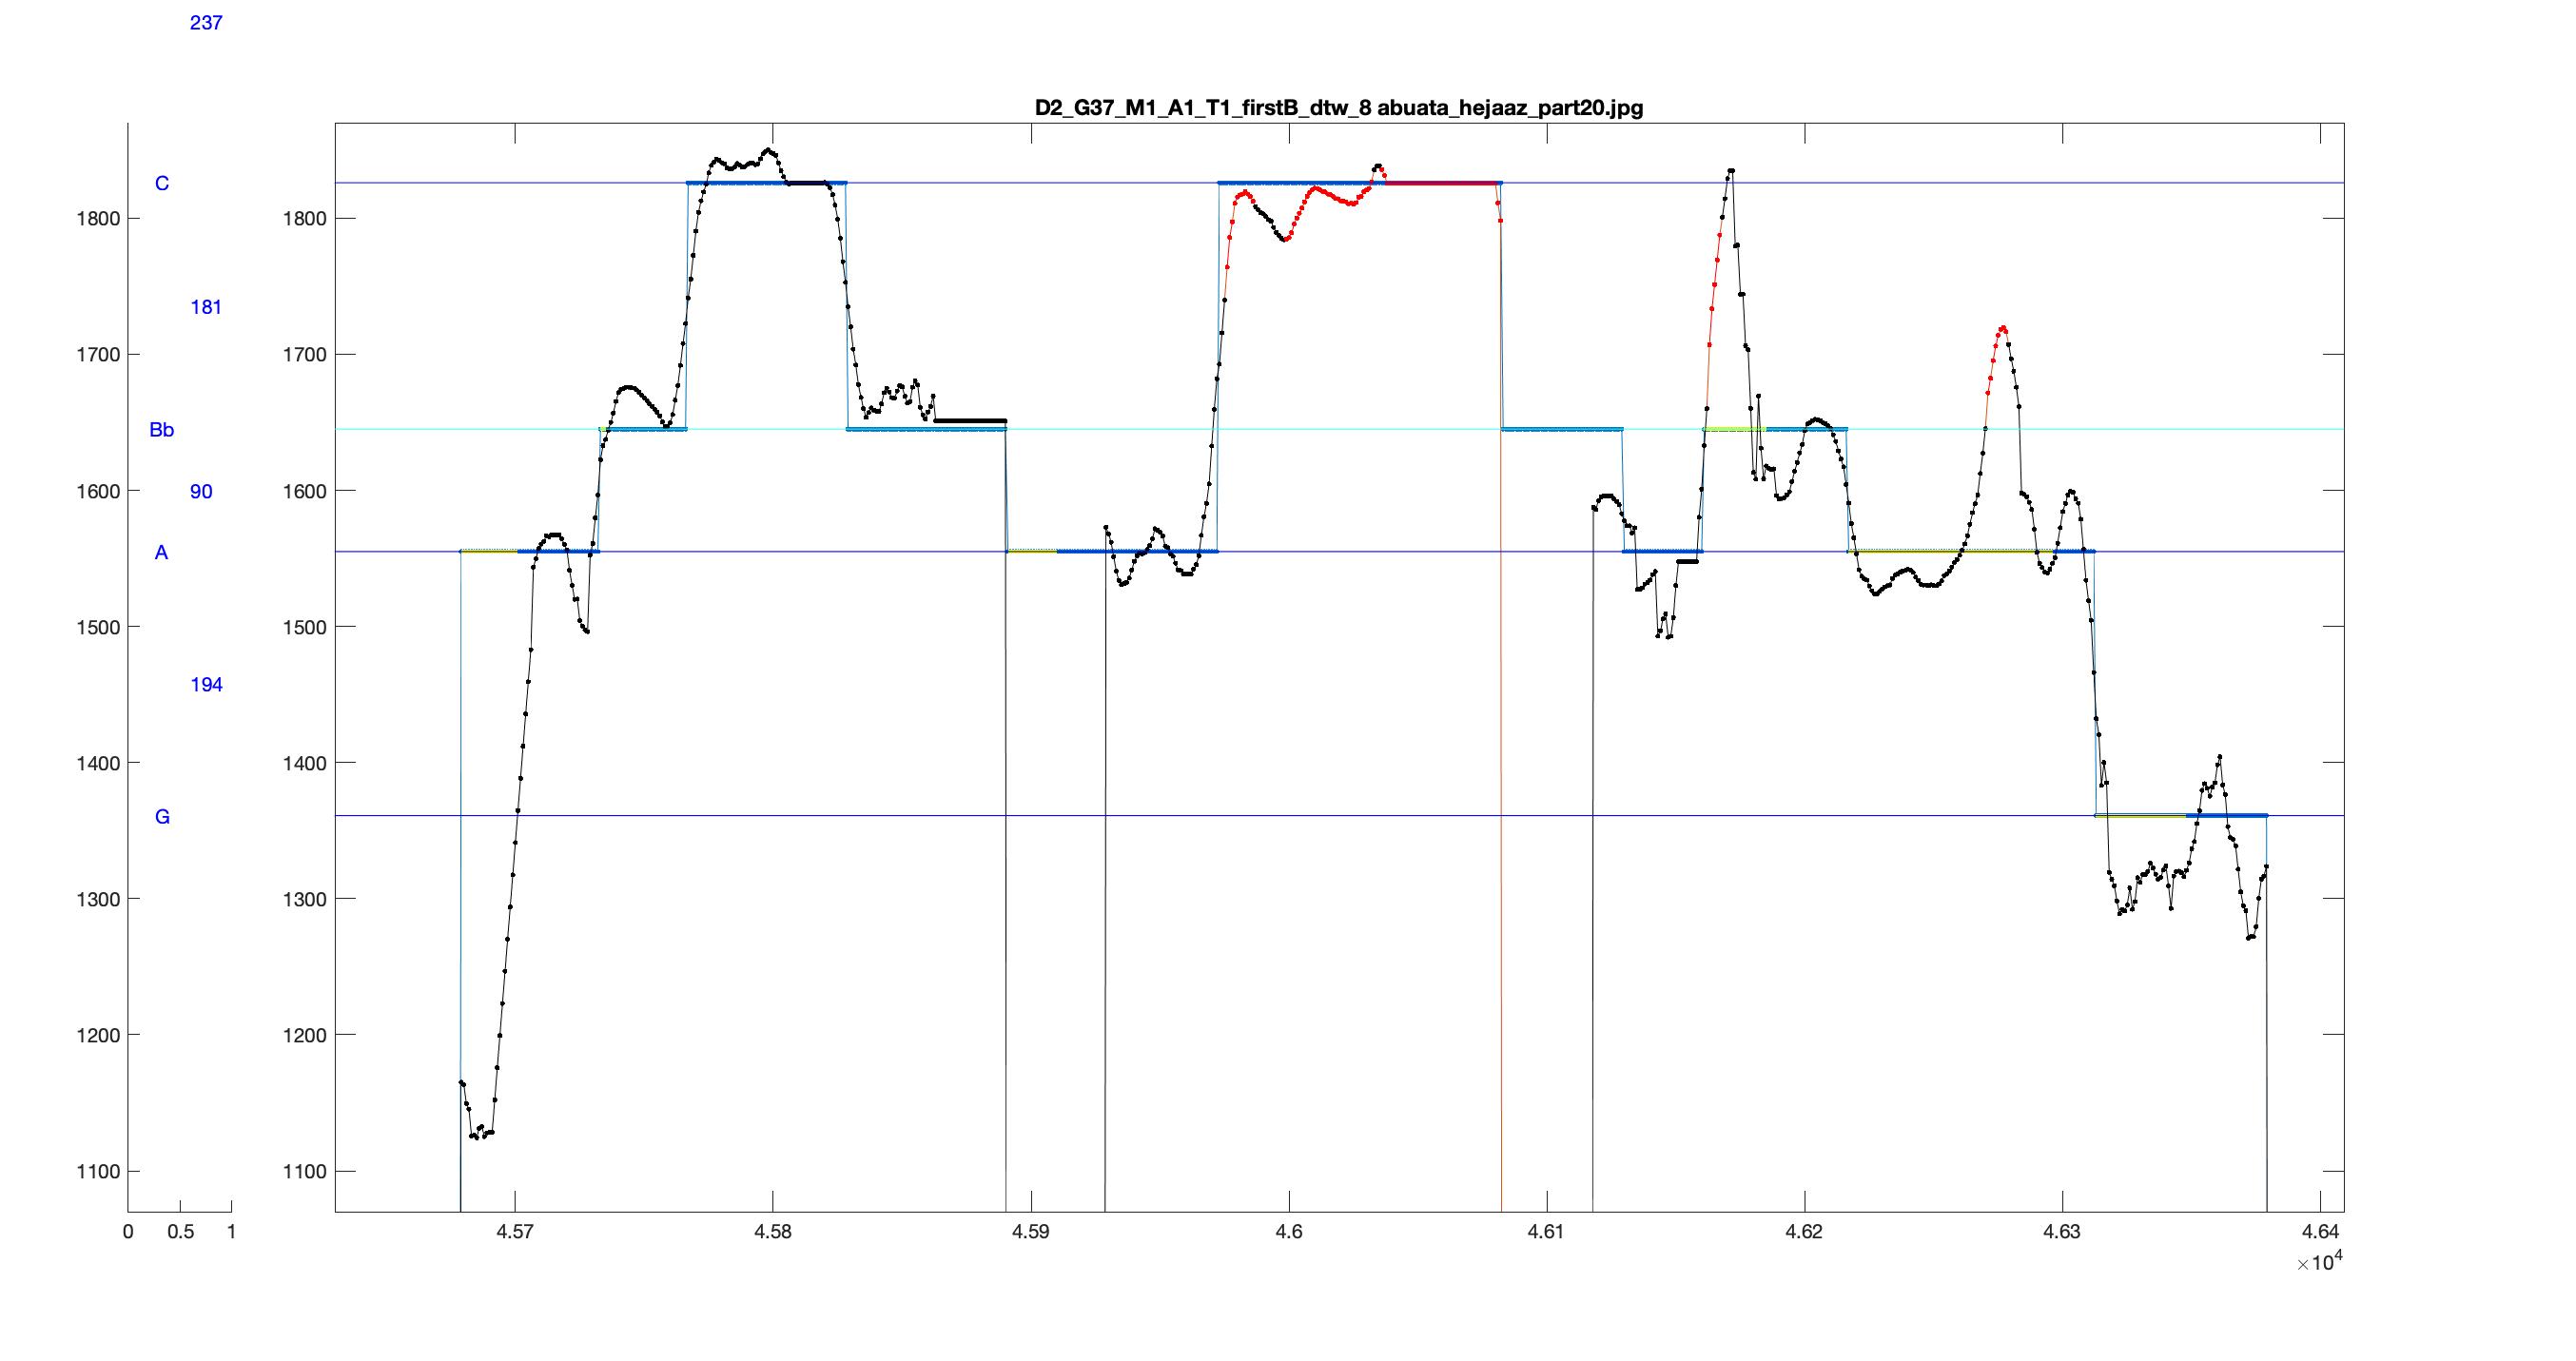 237
D2_G37_M1_A1_T1_firstB_dtw_8 abuata_hejaaz_part20.jpg
C
1800 1800
181
1700 1700
Bb
1600 90 1600
A
1500 1500
194
1400 1400
G
1300 1300
1200 1200
1100 1100
0 0.5 1 4.57 4.58 4.59 4.6 4.61 4.62 4.63 4.64
×10^4